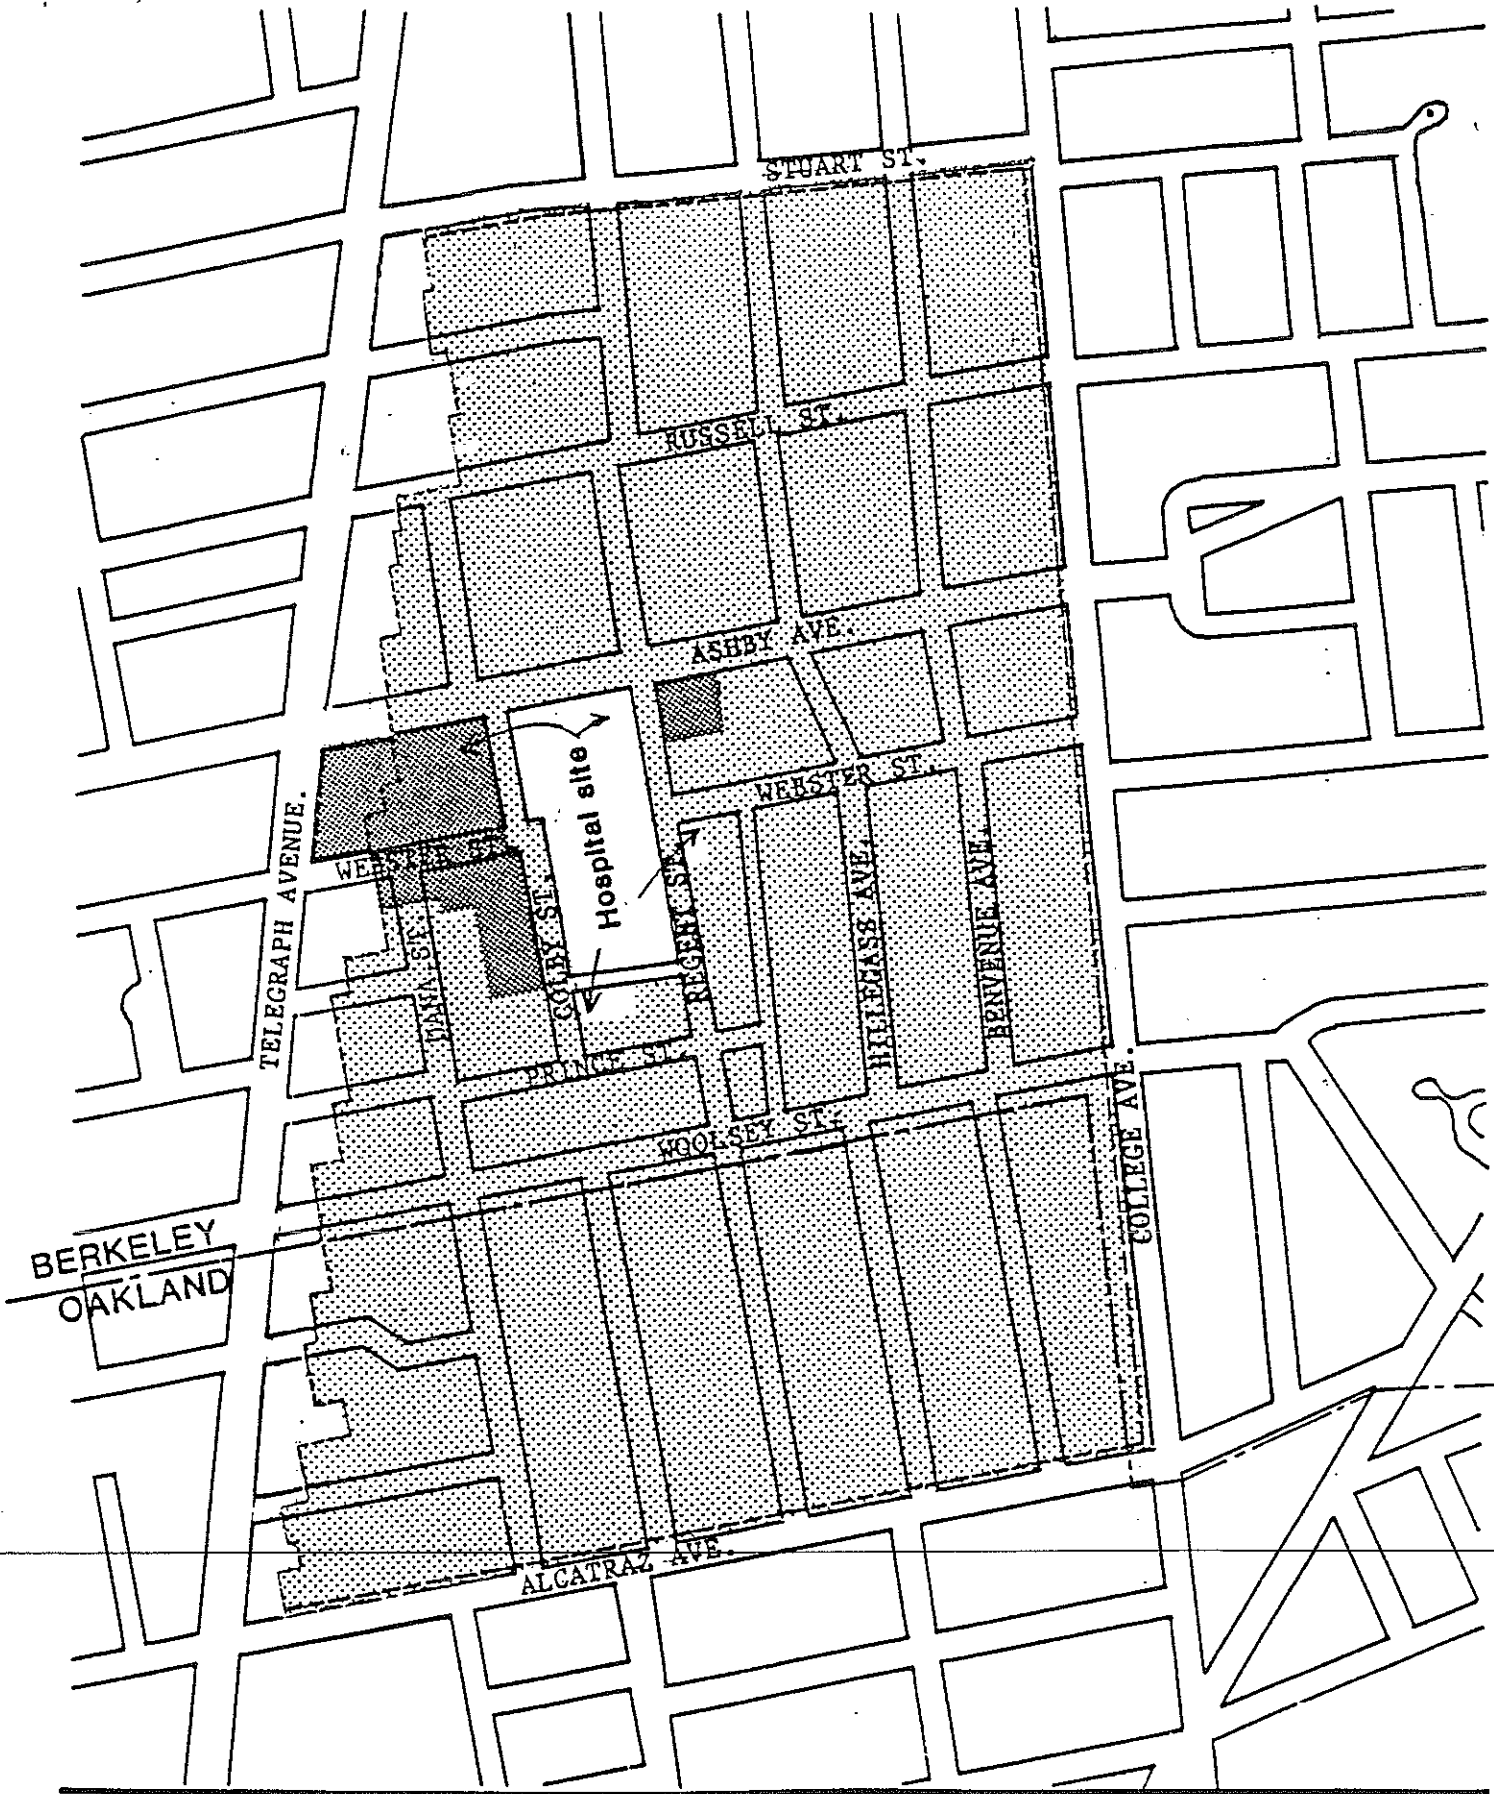 STUART ST.
RUSSELL ST.
ASHBY AVE.
Hospital site
WEBSTER ST.
TELEGRAPH AVENUE.
WEBSTER ST.
DANA ST.
COLBY ST.
REGENT ST.
HILLEGASS AVE.
BENVENUE AVE.
PRINCE ST.
WOOLSEY ST.
COLLEGE AVE.
BERKELEY
OAKLAND
ALCATRAZ AVE.